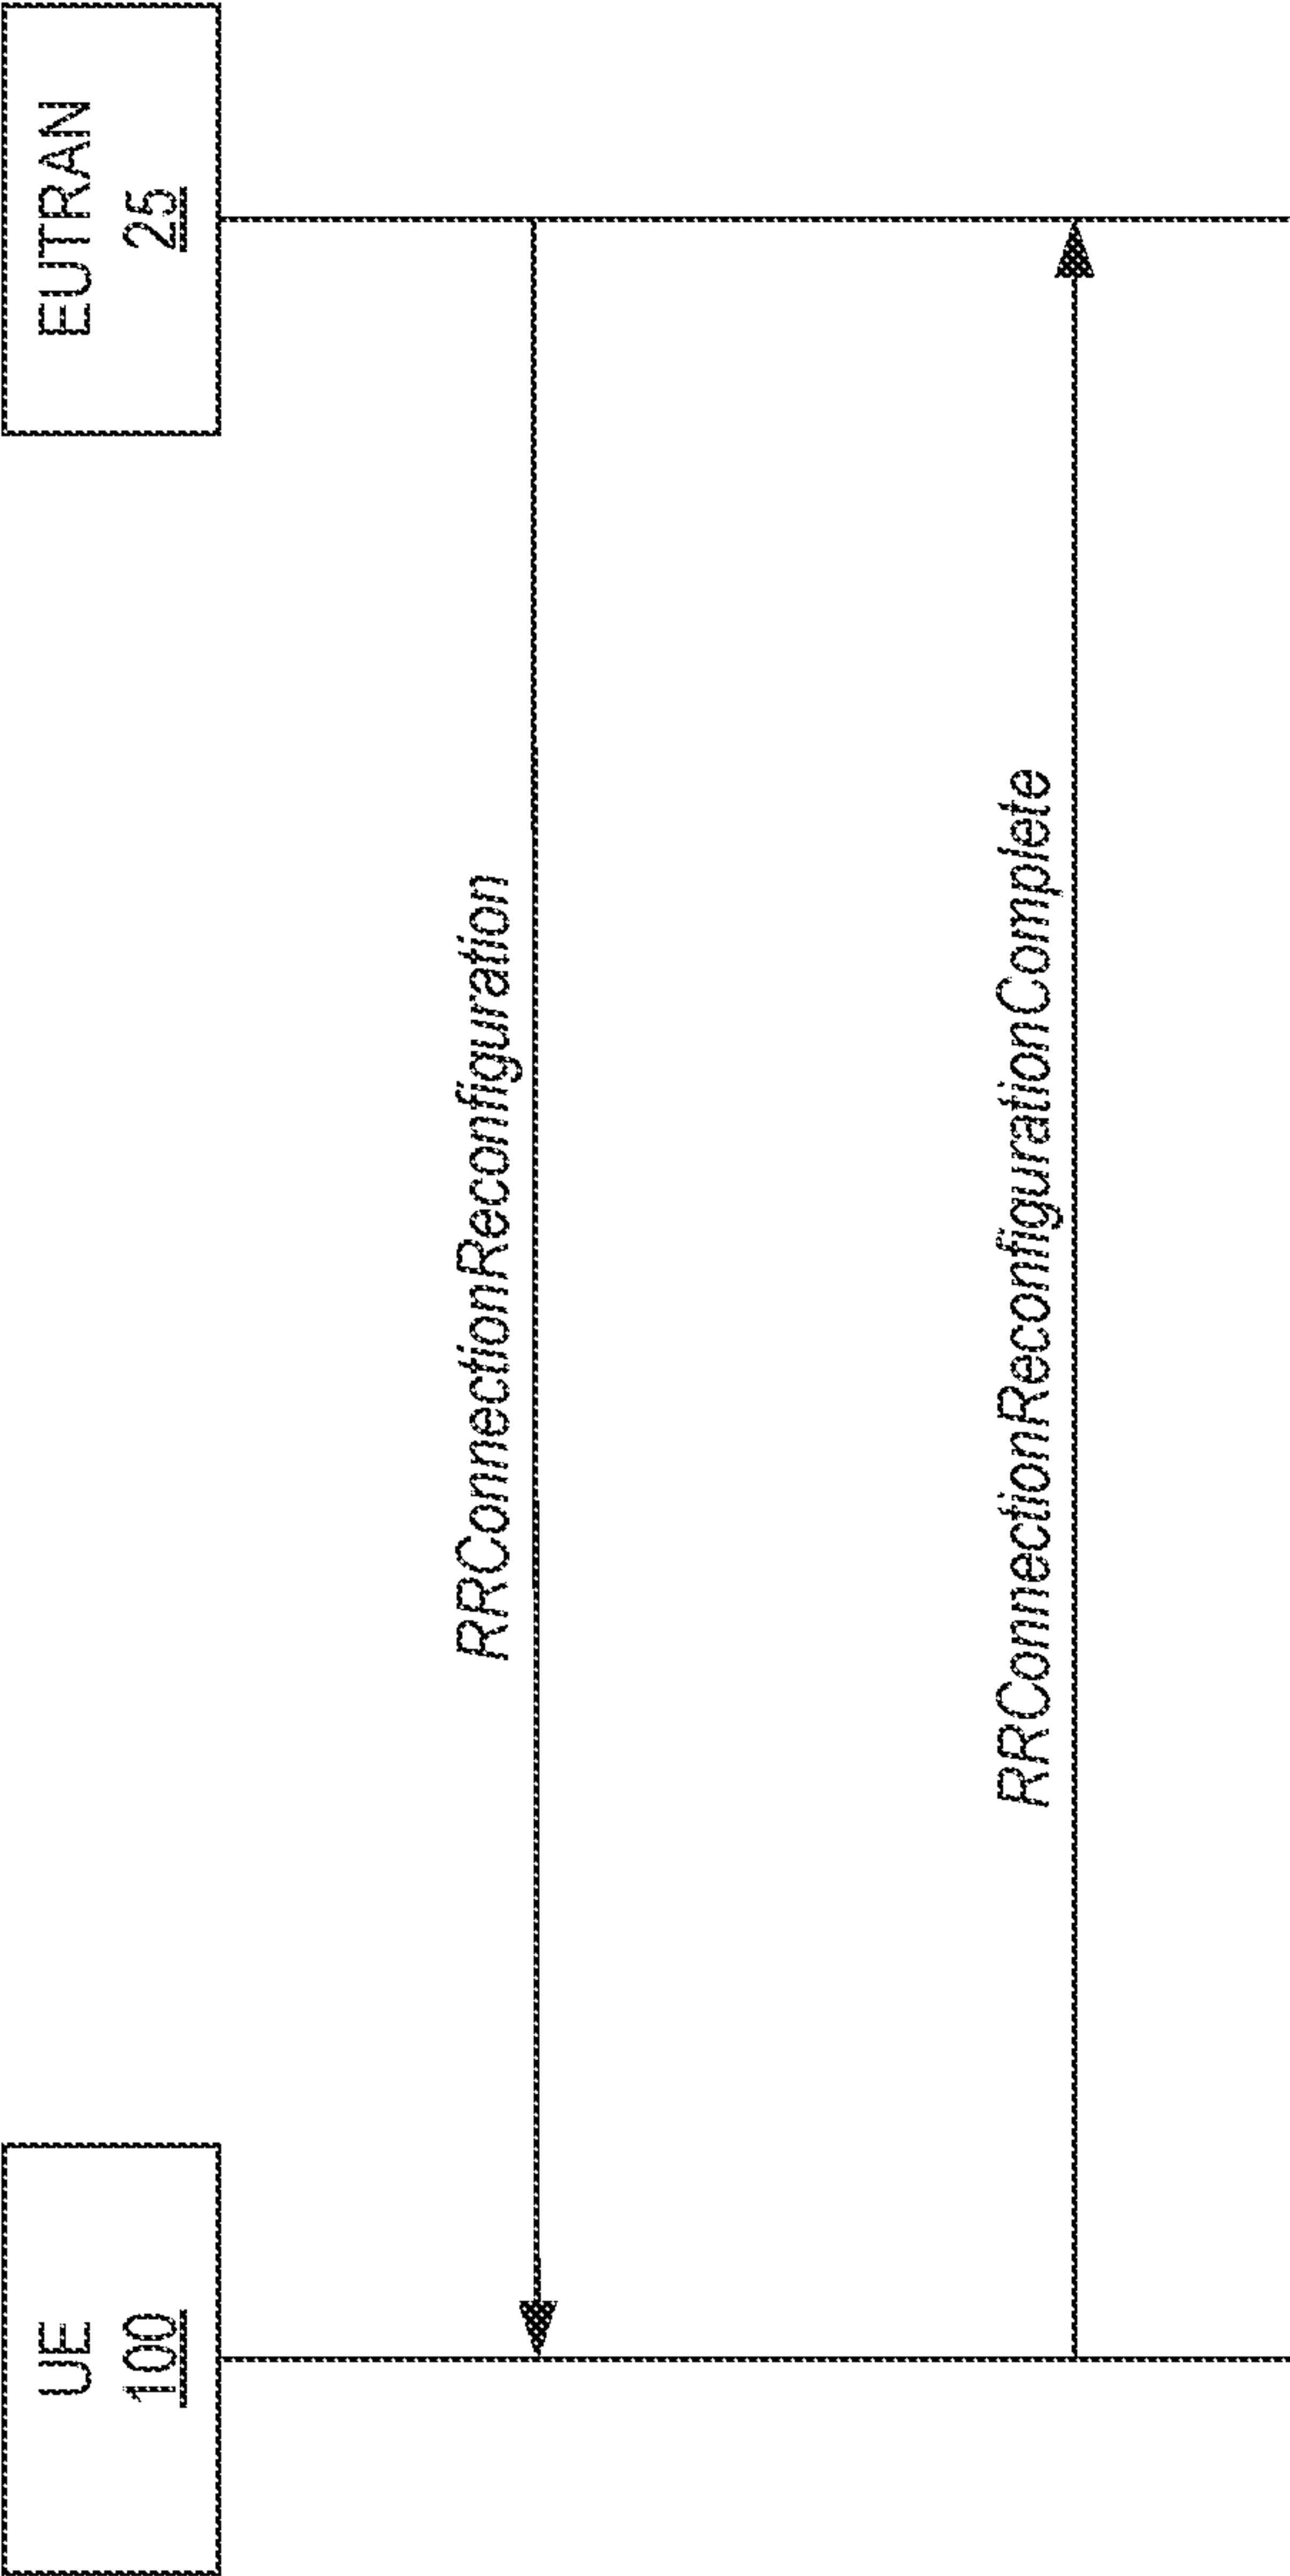 UE
100
EUTRAN
25
RRConnectionReconfiguration
RRConnectionReconfigurationComplete